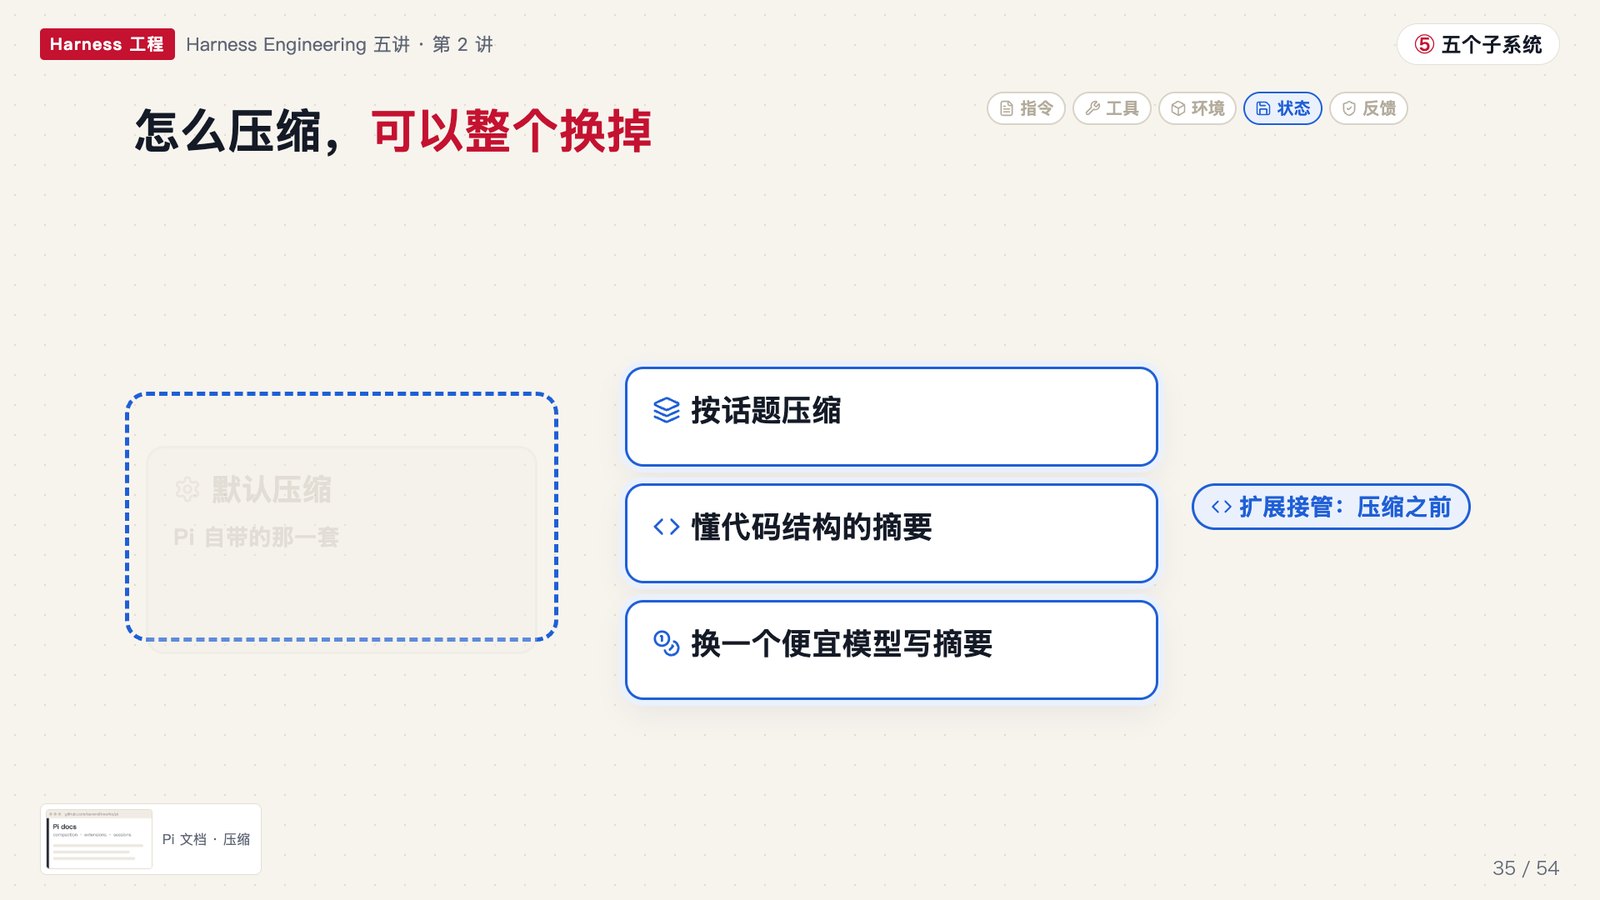 Harness 工程
Harness Engineering 五讲 · 第 2 讲
⑤ 五个子系统
怎么压缩，可以整个换掉
指令
工具
环境
状态
反馈
默认压缩
Pi 自带的那一套
按话题压缩
懂代码结构的摘要
换一个便宜模型写摘要
扩展接管：压缩之前
Pi docs
compaction · extensions · sessions
Pi 文档 · 压缩
35 / 54